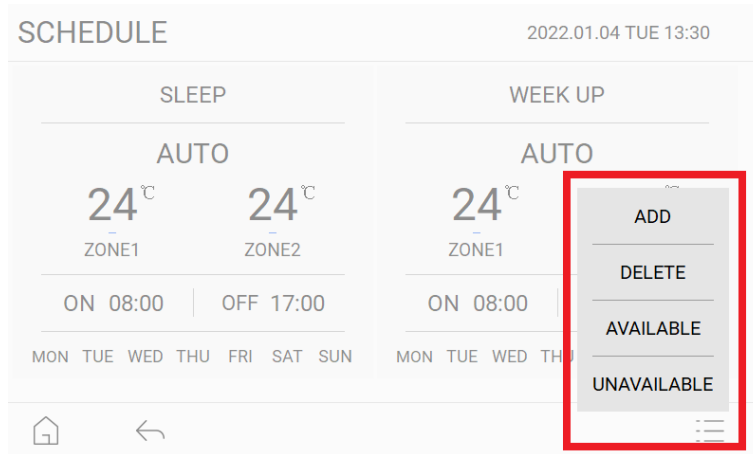 SCHEDULE 2022.01.04 TUE 13:30
SLEEP WEEK UP
AUTO AUTO
24℃ 24℃ 24℃ ℃
ZONE1 ZONE2 ZONE1
ON 08:00 OFF 17:00 ON 08:00
MON TUE WED THU FRI SAT SUN MON TUE WED TH
ADD
DELETE
AVAILABLE
UNAVAILABLE